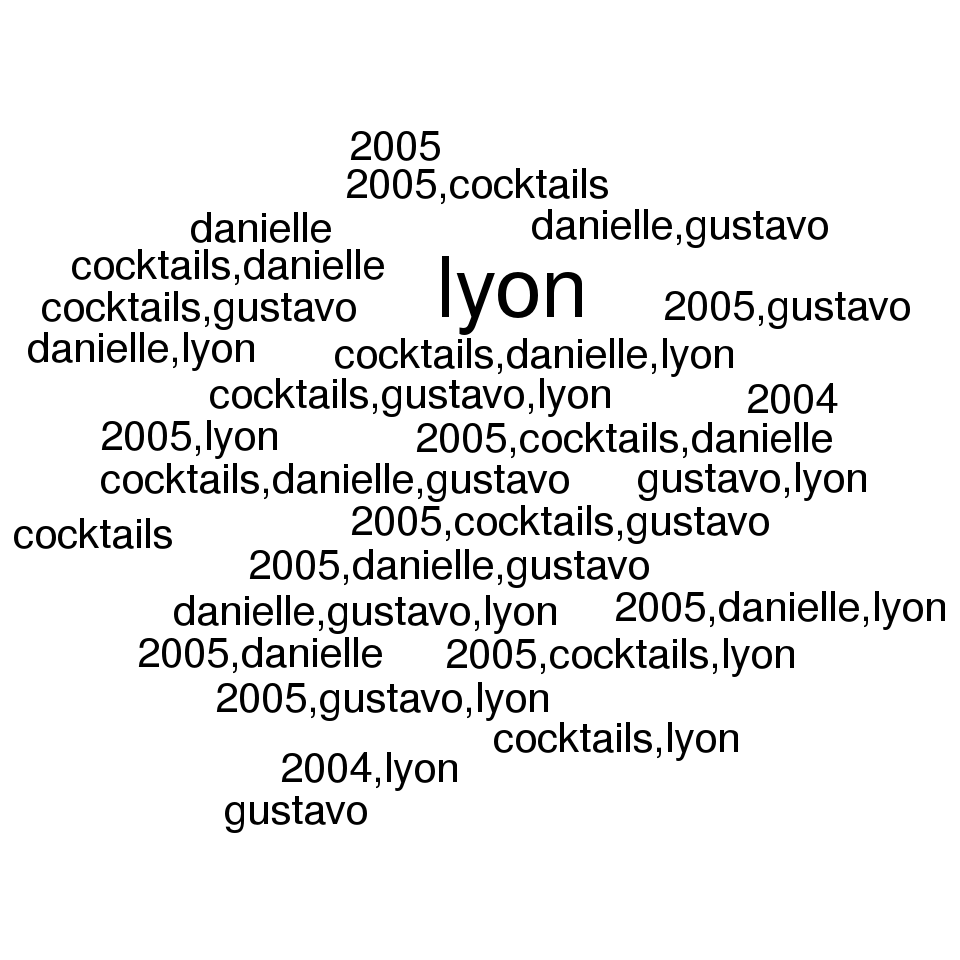 2005
2005,cocktails
danielle
danielle,gustavo
cocktails,danielle
lyon
cocktails,gustavo
2005,gustavo
danielle,lyon
cocktails,danielle,lyon
cocktails,gustavo,lyon
2004
2005,lyon
2005,cocktails,danielle
cocktails,danielle,gustavo
gustavo,lyon
cocktails
2005,cocktails,gustavo
2005,danielle,gustavo
danielle,gustavo,lyon
2005,danielle,lyon
2005,danielle
2005,cocktails,lyon
2005,gustavo,lyon
cocktails,lyon
2004,lyon
gustavo